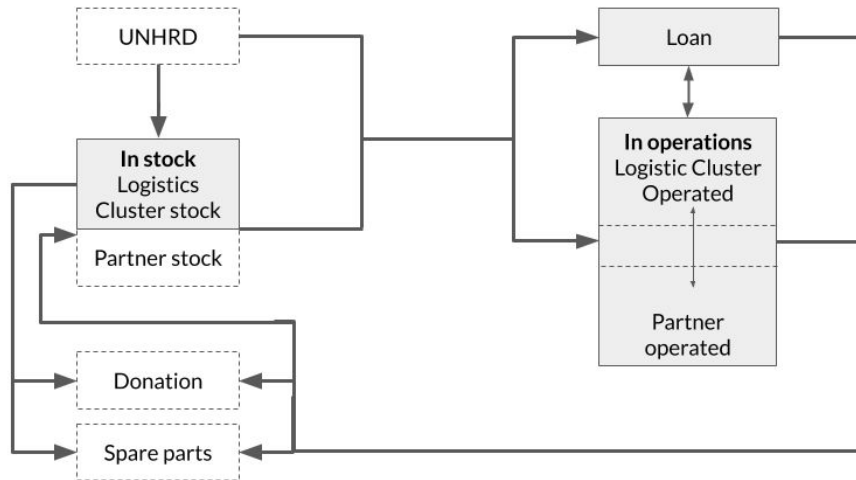 UNHRD
Loan
In stock
Logistics
Cluster stock
Partner stock
In operations
Logistic Cluster
Operated
Partner
operated
Donation
Spare parts